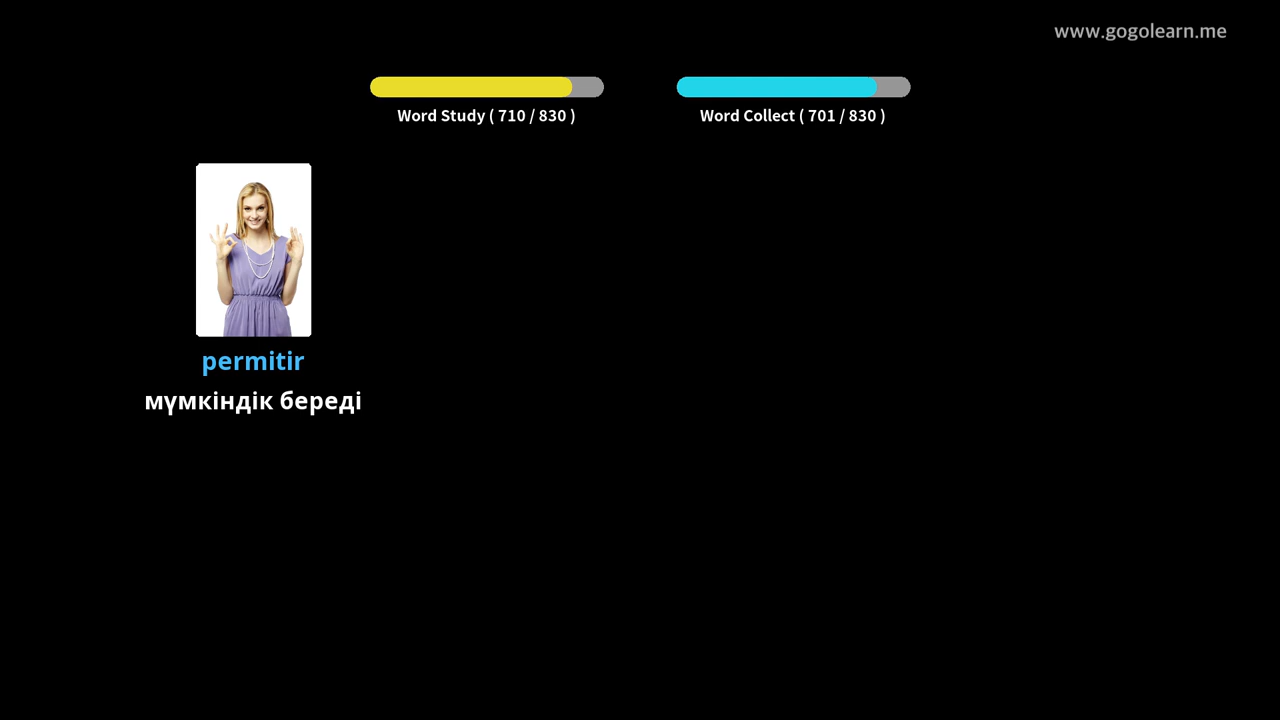 www.gogolearn.me
Word Study ( 710 / 830 )
Word Collect ( 701 / 830 )
permitir
мүмкіндік береді